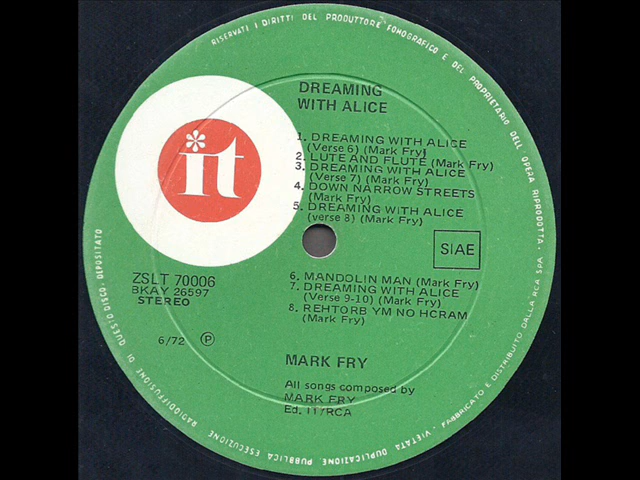 RISERVATI I DIRITTI DEL PRODUTTORE FONOGRAFICO E DEL PROPRIETARIO DELL'OPERA RIPRODOTTA.
DREAMING
WITH ALICE
1. DREAMING WITH ALICE
(Verse 6) (Mark Fry)
2. LUTE AND FLUTE (Mark Fry)
3. DREAMING WITH ALICE
(Verse 7) (Mark Fry)
4. DOWN NARROW STREETS
(Mark Fry)
5. DREAMING WITH ALICE
(verse 8) (Mark Fry)
it
SIAE
ZSLT 70006
BKAY 26597
STEREO
6. MANDOLIN MAN (Mark Fry)
7. DREAMING WITH ALICE
(Verse 9-10) (Mark Fry)
8. REHTORB YM NO HCRAM
(Mark Fry)
6/72 Ⓟ
MARK FRY
All songs composed by
MARK FRY
Ed. IT/RCA
FABBRICATO E DISTRIBUITO DALLA RCA SPA
VIETATA DUPLICAZIONE, PUBBLICA ESECUZIONE RADIODIFFUSIONE DI QUESTO DISCO. DEPOSITATO